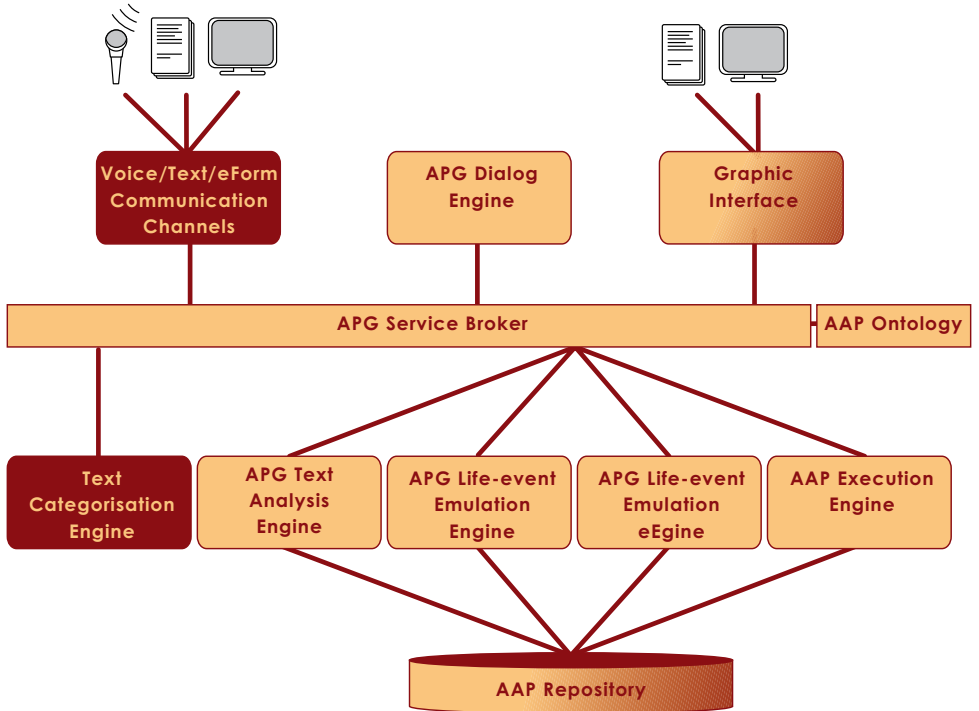 Voice/Text/eForm
Communication
Channels
APG Dialog
Engine
Graphic
Interface
APG Service Broker
AAP Ontology
Text
Categorisation
Engine
APG Text
Analysis
Engine
APG Life-event
Emulation
Engine
APG Life-event
Emulation
eEgine
AAP Execution
Engine
AAP Repository